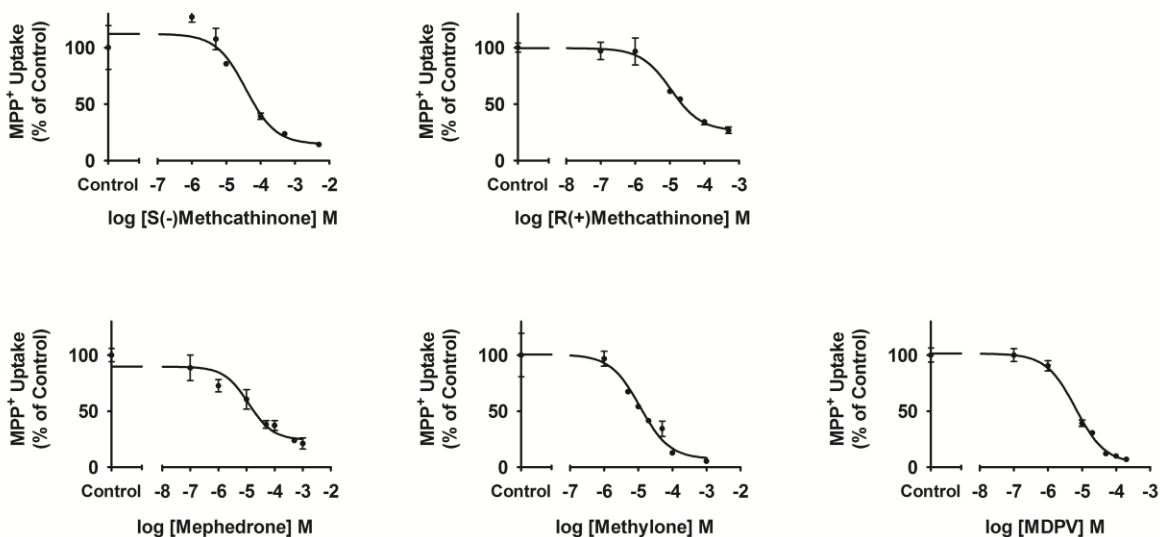 MPP⁺ Uptake
(% of Control)
100
50
0
Control -7 -6 -5 -4 -3 -2
log [S(-)Methcathinone] M
MPP⁺ Uptake
(% of Control)
100
50
0
Control -8 -7 -6 -5 -4 -3
log [R(+)Methcathinone] M
MPP⁺ Uptake
(% of Control)
100
50
0
Control -8 -7 -6 -5 -4 -3 -2
log [Mephedrone] M
MPP⁺ Uptake
(% of Control)
100
50
0
Control -7 -6 -5 -4 -3 -2
log [Methylone] M
MPP⁺ Uptake
(% of Control)
100
50
0
Control -8 -7 -6 -5 -4 -3
log [MDPV] M